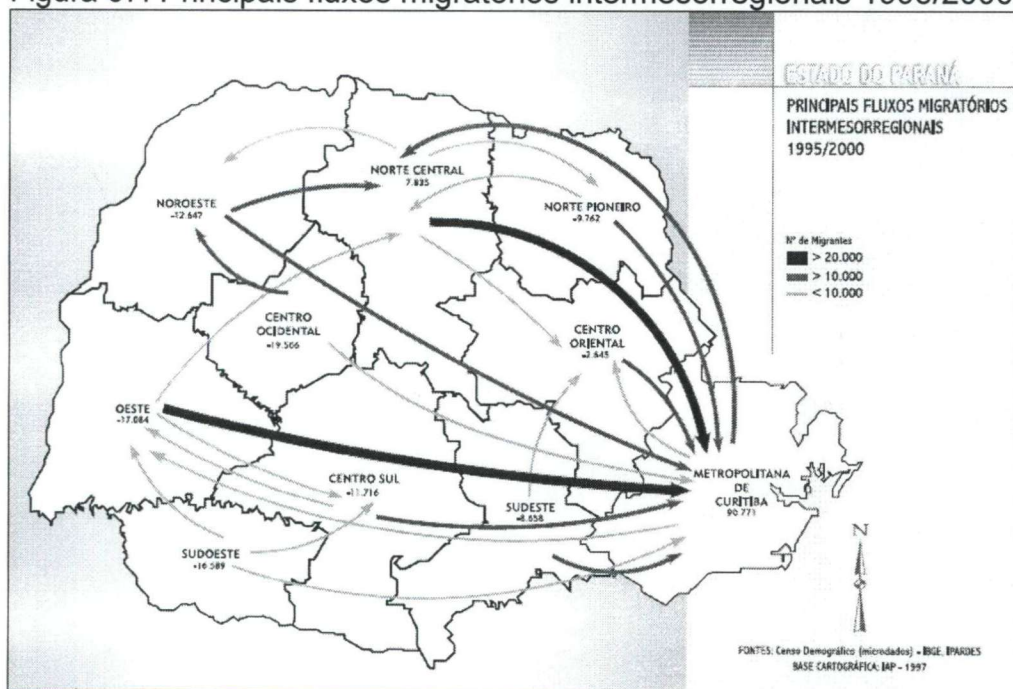 Figura 07: Principais fluxos migratórios intermesorregionais 1995/2000
ESTADO DO PARANÁ
PRINCIPAIS FLUXOS MIGRATÓRIOS
INTERMESORREGIONAIS
1995/2000
Nº de Migrantes
> 20.000
> 10.000
< 10.000
NORTE CENTRAL
7.835
NOROESTE
-12.647
NORTE PIONEIRO
-9.762
CENTRO
OCIDENTAL
-19.566
CENTRO
ORIENTAL
-2.645
OESTE
-17.084
CENTRO SUL
-11.716
SUDESTE
-8.658
METROPOLITANA
DE
CURITIBA
90.771
SUDOESTE
-16.589
N
FONTES: Censo Demográfico (microdados) - IBGE, IPARDES
BASE CARTOGRÁFICA: IAP - 1997